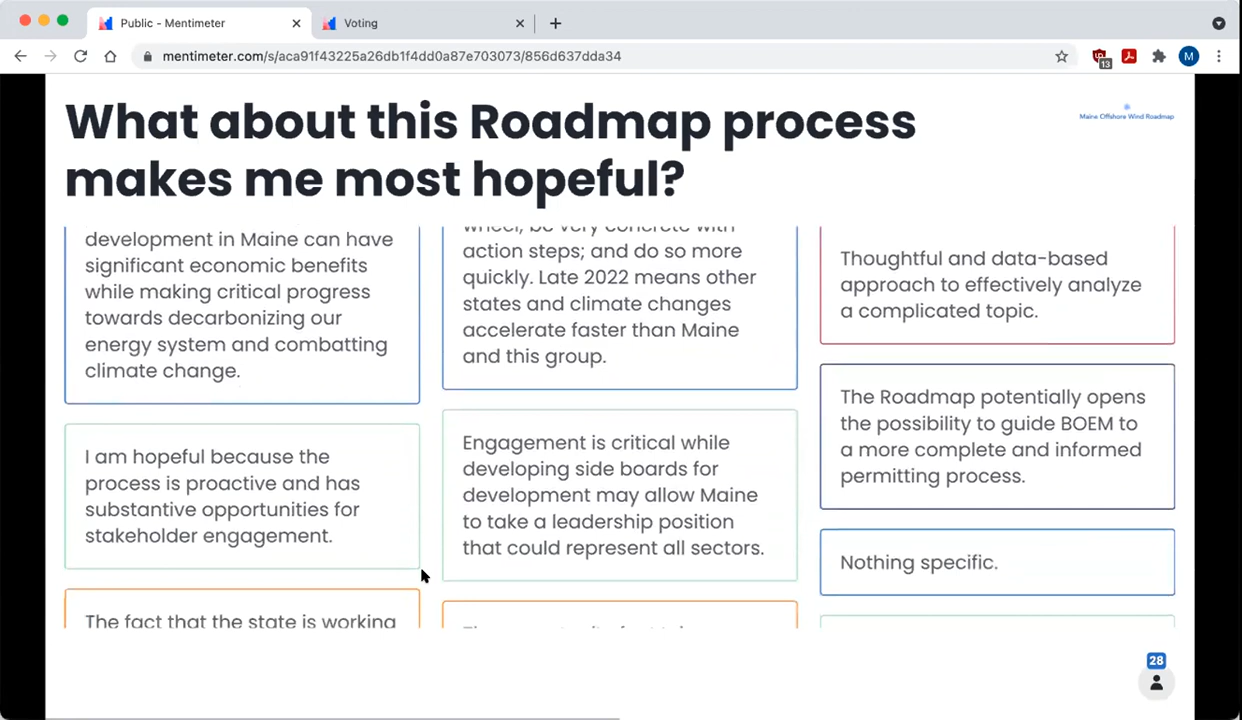 Public - Mentimeter
Voting
mentimeter.com/s/aca91f43225a26db1f4dd0a87e703073/856d637dda34
13
M
What about this Roadmap process
makes me most hopeful?
Maine Offshore Wind Roadmap
development in Maine can have
significant economic benefits
while making critical progress
towards decarbonizing our
energy system and combatting
climate change.
I am hopeful because the
process is proactive and has
substantive opportunities for
stakeholder engagement.
The fact that the state is working
wheel, be very concrete with
action steps; and do so more
quickly. Late 2022 means other
states and climate changes
accelerate faster than Maine
and this group.
Engagement is critical while
developing side boards for
development may allow Maine
to take a leadership position
that could represent all sectors.
Thoughtful and data-based
approach to effectively analyze
a complicated topic.
The Roadmap potentially opens
the possibility to guide BOEM to
a more complete and informed
permitting process.
Nothing specific.
28